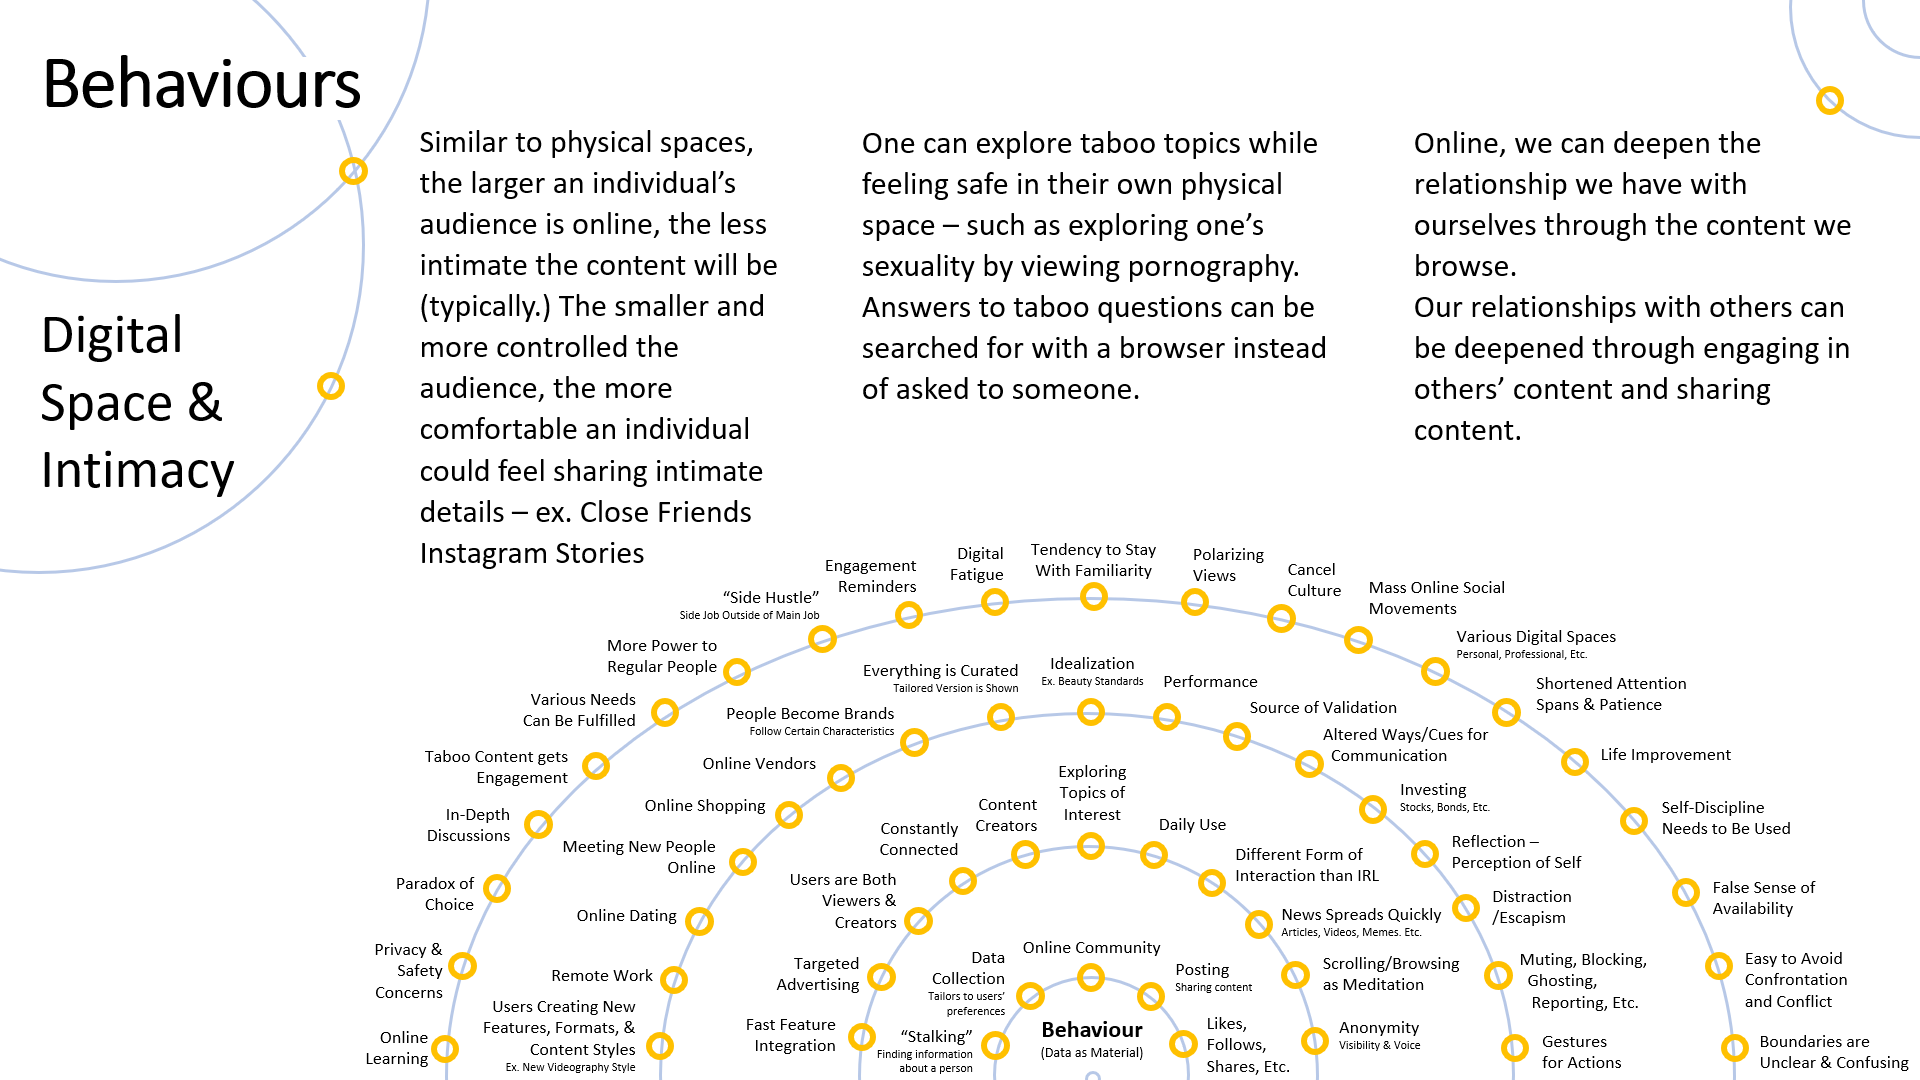 Behaviours
Digital
Space &
Intimacy
Similar to physical spaces,
the larger an individual’s
audience is online, the less
intimate the content will be
(typically.) The smaller and
more controlled the
audience, the more
comfortable an individual
could feel sharing intimate
details – ex. Close Friends
Instagram Stories
One can explore taboo topics while
feeling safe in their own physical
space – such as exploring one’s
sexuality by viewing pornography.
Answers to taboo questions can be
searched for with a browser instead
of asked to someone.
Online, we can deepen the
relationship we have with
ourselves through the content we
browse.
Our relationships with others can
be deepened through engaging in
others’ content and sharing
content.
Online
Learning
Privacy &
Safety
Concerns
Paradox of
Choice
In-Depth
Discussions
Taboo Content gets
Engagement
Various Needs
Can Be Fulfilled
More Power to
Regular People
“Side Hustle”
Side Job Outside of Main Job
Engagement
Reminders
Digital
Fatigue
Tendency to Stay
With Familiarity
Polarizing
Views
Cancel
Culture
Mass Online Social
Movements
Various Digital Spaces
Personal, Professional, Etc.
Shortened Attention
Spans & Patience
Life Improvement
Self-Discipline
Needs to Be Used
False Sense of
Availability
Easy to Avoid
Confrontation
and Conflict
Boundaries are
Unclear & Confusing
Users Creating New
Features, Formats, &
Content Styles
Ex. New Videography Style
Remote Work
Online Dating
Meeting New People
Online
Online Shopping
Online Vendors
People Become Brands
Follow Certain Characteristics
Everything is Curated
Tailored Version is Shown
Idealization
Ex. Beauty Standards
Performance
Source of Validation
Altered Ways/Cues for
Communication
Investing
Stocks, Bonds, Etc.
Reflection –
Perception of Self
Distraction
/Escapism
Muting, Blocking,
Ghosting,
Reporting, Etc.
Gestures
for Actions
Fast Feature
Integration
Targeted
Advertising
Users are Both
Viewers &
Creators
Constantly
Connected
Content
Creators
Exploring
Topics of
Interest
Daily Use
Different Form of
Interaction than IRL
News Spreads Quickly
Articles, Videos, Memes. Etc.
Scrolling/Browsing
as Meditation
Anonymity
Visibility & Voice
“Stalking”
Finding information
about a person
Data
Collection
Tailors to users’
preferences
Online Community
Posting
Sharing content
Likes,
Follows,
Shares, Etc.
Behaviour
(Data as Material)